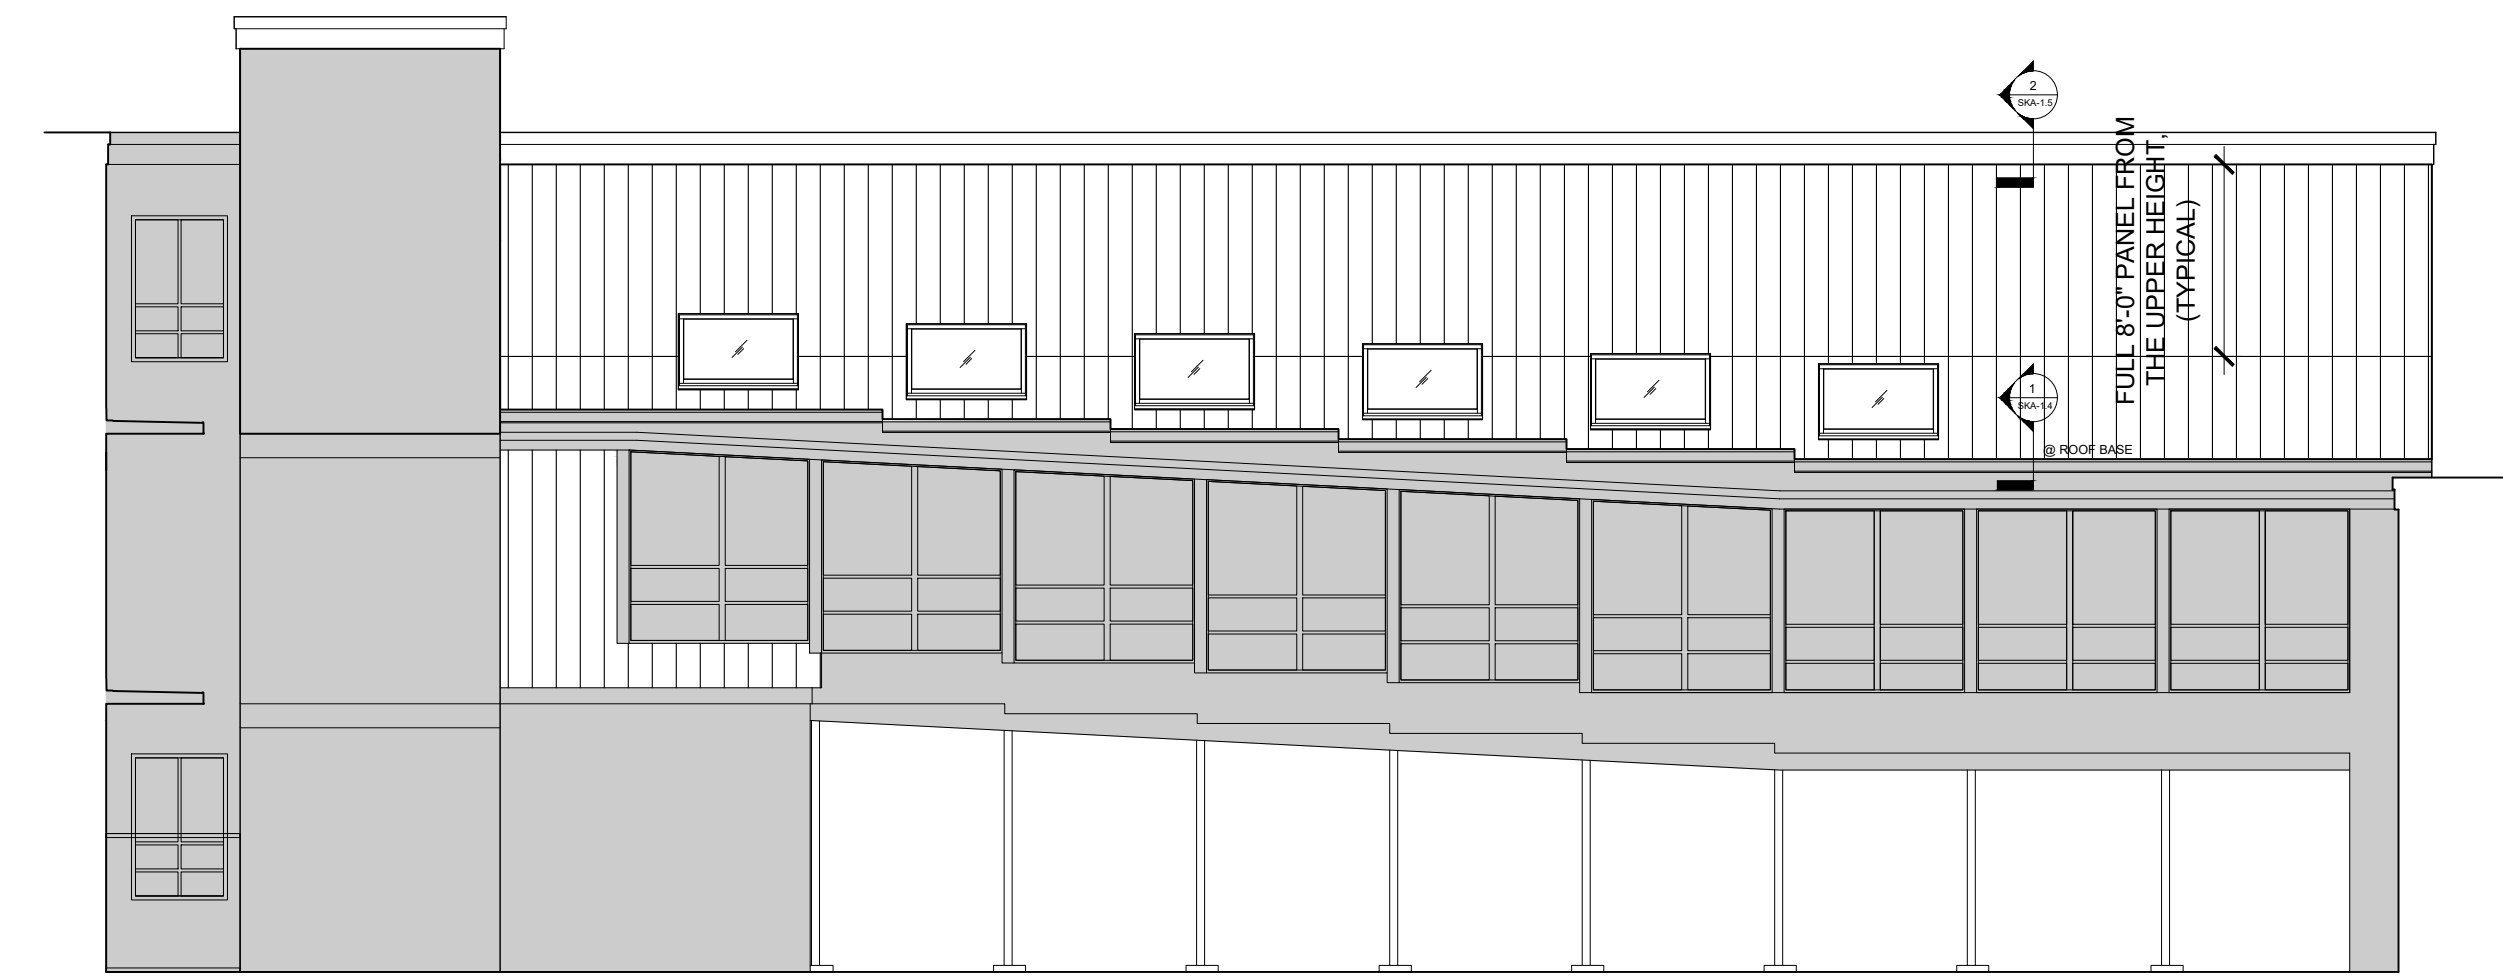 2
SKA-1.5
FULL 8'-0" PANEL FROM
THE UPPER HEIGHT,
(TYPICAL)
1
SKA-1.4
@ ROOF BASE